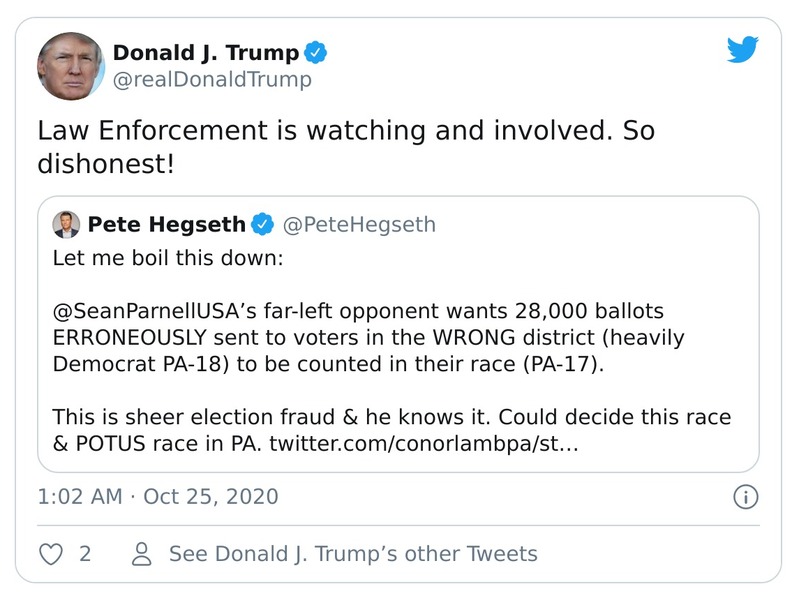 Donald J. Trump
@realDonaldTrump
Law Enforcement is watching and involved. So
dishonest!
Pete Hegseth @PeteHegseth
Let me boil this down:
@SeanParnellUSA’s far-left opponent wants 28,000 ballots
ERRONEOUSLY sent to voters in the WRONG district (heavily
Democrat PA-18) to be counted in their race (PA-17).
This is sheer election fraud & he knows it. Could decide this race
& POTUS race in PA. twitter.com/conorlambpa/st…
1:02 AM · Oct 25, 2020
2
See Donald J. Trump’s other Tweets